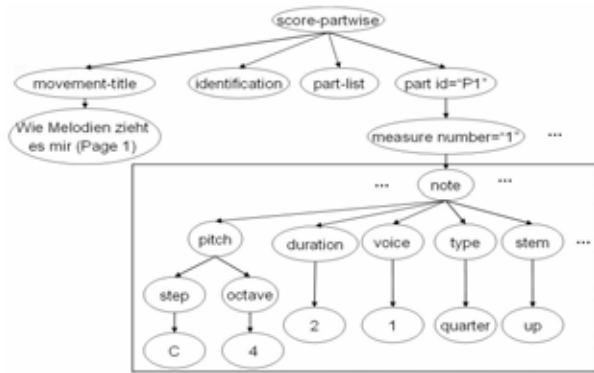 score-partwise
movement-title
identification
part-list
part id="P1"
Wie Melodien zieht
es mir (Page 1)
measure number="1"
...
...
note
...
pitch
duration
voice
type
stem
...
step
octave
2
1
quarter
up
C
4